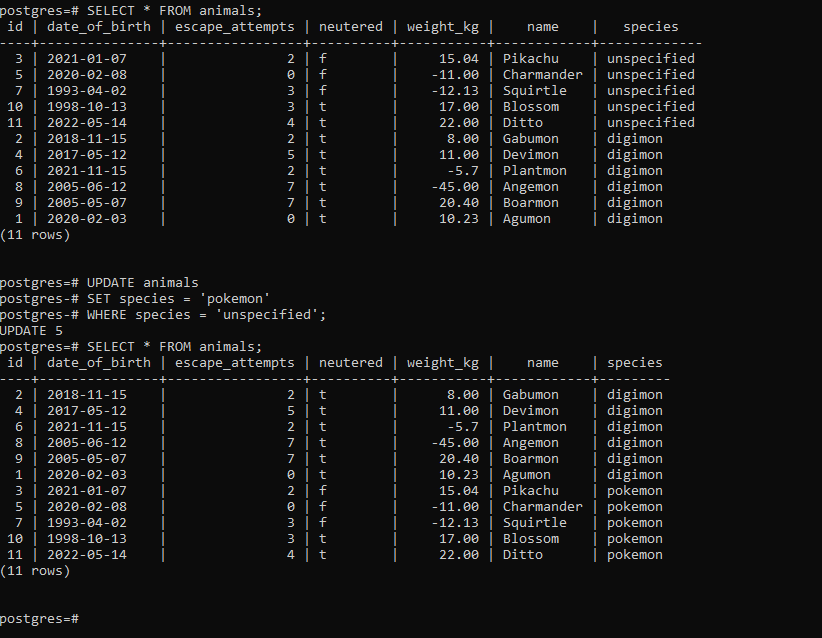 postgres=# SELECT * FROM animals;
 id | date_of_birth | escape_attempts | neutered | weight_kg |    name    |   species
----+---------------+-----------------+----------+-----------+------------+-------------
  3 | 2021-01-07    |               2 | f        |     15.04 | Pikachu    | unspecified
  5 | 2020-02-08    |               0 | f        |    -11.00 | Charmander | unspecified
  7 | 1993-04-02    |               3 | f        |    -12.13 | Squirtle   | unspecified
 10 | 1998-10-13    |               3 | t        |     17.00 | Blossom    | unspecified
 11 | 2022-05-14    |               4 | t        |     22.00 | Ditto      | unspecified
  2 | 2018-11-15    |               2 | t        |      8.00 | Gabumon    | digimon
  4 | 2017-05-12    |               5 | t        |     11.00 | Devimon    | digimon
  6 | 2021-11-15    |               2 | t        |      -5.7 | Plantmon   | digimon
  8 | 2005-06-12    |               7 | t        |    -45.00 | Angemon    | digimon
  9 | 2005-05-07    |               7 | t        |     20.40 | Boarmon    | digimon
  1 | 2020-02-03    |               0 | t        |     10.23 | Agumon     | digimon
(11 rows)
postgres=# UPDATE animals
postgres-# SET species = 'pokemon'
postgres-# WHERE species = 'unspecified';
UPDATE 5
postgres=# SELECT * FROM animals;
 id | date_of_birth | escape_attempts | neutered | weight_kg |    name    | species
----+---------------+-----------------+----------+-----------+------------+---------
  2 | 2018-11-15    |               2 | t        |      8.00 | Gabumon    | digimon
  4 | 2017-05-12    |               5 | t        |     11.00 | Devimon    | digimon
  6 | 2021-11-15    |               2 | t        |      -5.7 | Plantmon   | digimon
  8 | 2005-06-12    |               7 | t        |    -45.00 | Angemon    | digimon
  9 | 2005-05-07    |               7 | t        |     20.40 | Boarmon    | digimon
  1 | 2020-02-03    |               0 | t        |     10.23 | Agumon     | digimon
  3 | 2021-01-07    |               2 | f        |     15.04 | Pikachu    | pokemon
  5 | 2020-02-08    |               0 | f        |    -11.00 | Charmander | pokemon
  7 | 1993-04-02    |               3 | f        |    -12.13 | Squirtle   | pokemon
 10 | 1998-10-13    |               3 | t        |     17.00 | Blossom    | pokemon
 11 | 2022-05-14    |               4 | t        |     22.00 | Ditto      | pokemon
(11 rows)
postgres=#